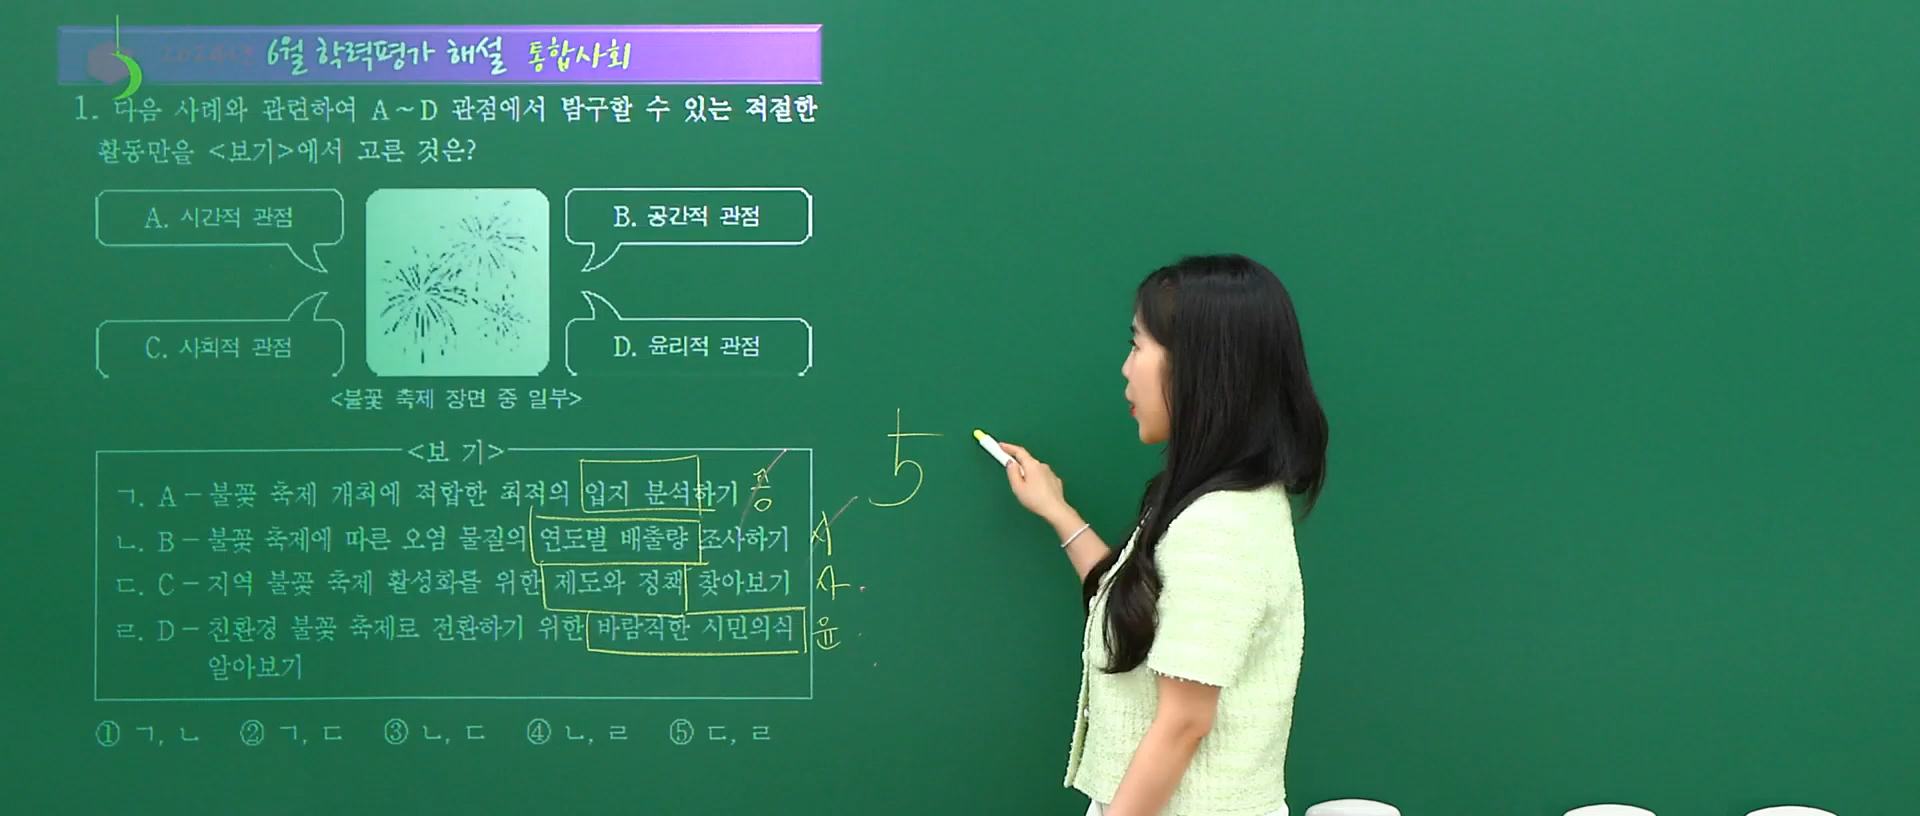 2024년 6월 학력평가 해설 통합사회
1. 다음 사례와 관련하여 A~D 관점에서 탐구할 수 있는 적절한
활동만을 <보기>에서 고른 것은?
A. 시간적 관점
B. 공간적 관점
C. 사회적 관점
D. 윤리적 관점
<불꽃 축제 장면 중 일부>
<보 기>
ㄱ. A - 불꽃 축제 개최에 적합한 최적의 입지 분석하기 공
ㄴ. B - 불꽃 축제에 따른 오염 물질의 연도별 배출량 조사하기 시
ㄷ. C - 지역 불꽃 축제 활성화를 위한 제도와 정책 찾아보기 사
ㄹ. D - 친환경 불꽃 축제로 전환하기 위한 바람직한 시민의식 윤
알아보기
5
① ㄱ, ㄴ ② ㄱ, ㄷ ③ ㄴ, ㄷ ④ ㄴ, ㄹ ⑤ ㄷ, ㄹ